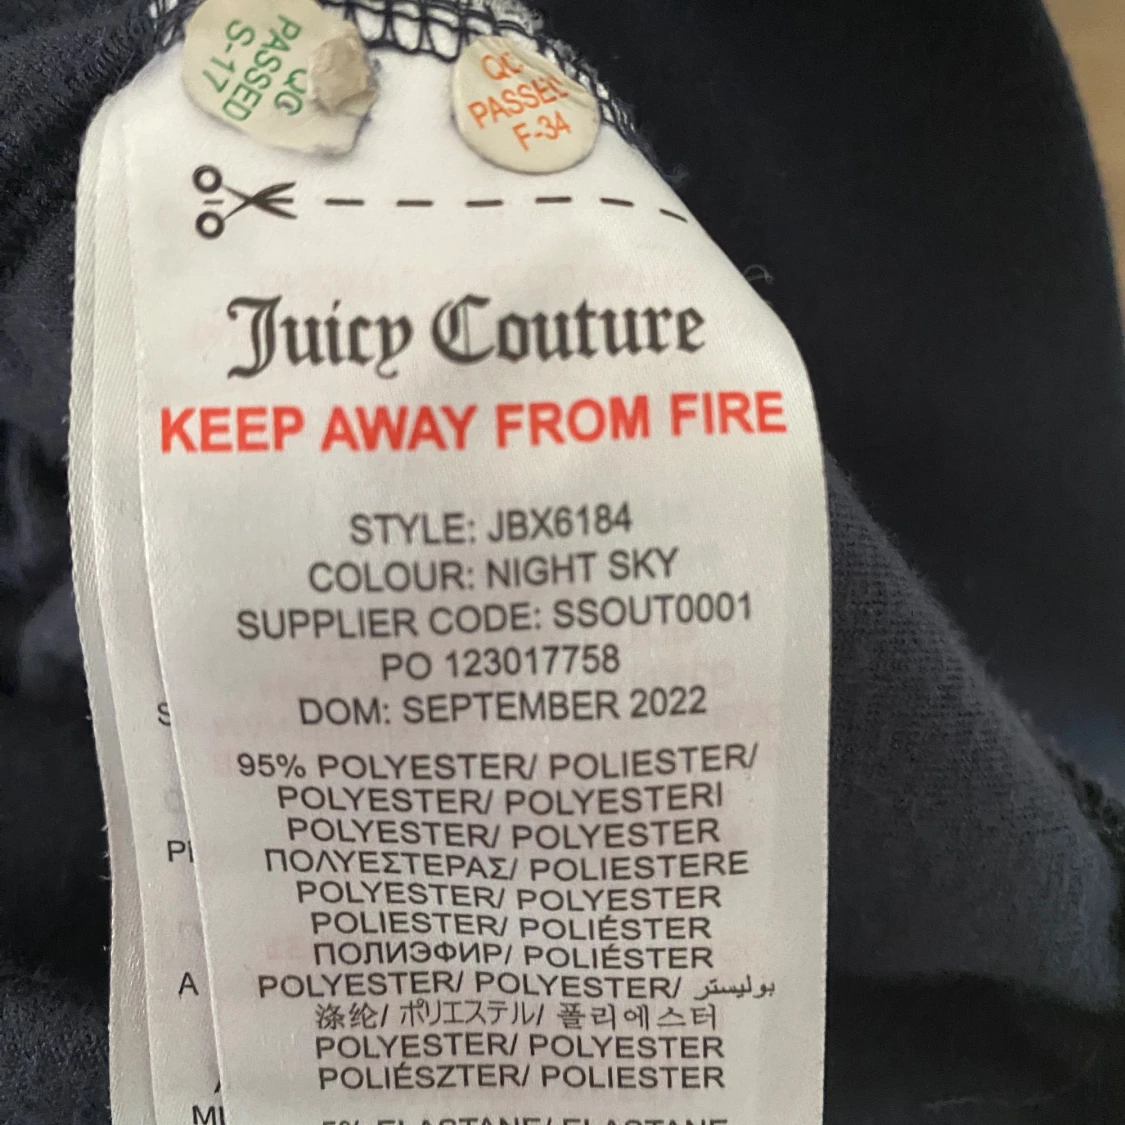 QC
PASSED
S-17
QC
PASSED
F-34
Juicy Couture
KEEP AWAY FROM FIRE
STYLE: JBX6184
COLOUR: NIGHT SKY
SUPPLIER CODE: SSOUT0001
PO 123017758
DOM: SEPTEMBER 2022
95% POLYESTER/ POLIESTER/
POLYESTER/ POLYESTERI
POLYESTER/ POLYESTER
ΠΟΛΥΕΣΤΕΡΑΣ/ POLIESTERE
POLYESTER/ POLYESTER
POLIESTER/ POLIÉSTER
ПОЛИЭФИР/ POLIÉSTER
POLYESTER/ POLYESTER/ بوليستر
涤纶/ ポリエステル/ 폴리에스터
POLYESTER/ POLYESTER
POLIÉSZTER/ POLIESTER
5% ELASTANE/ ELASTANE